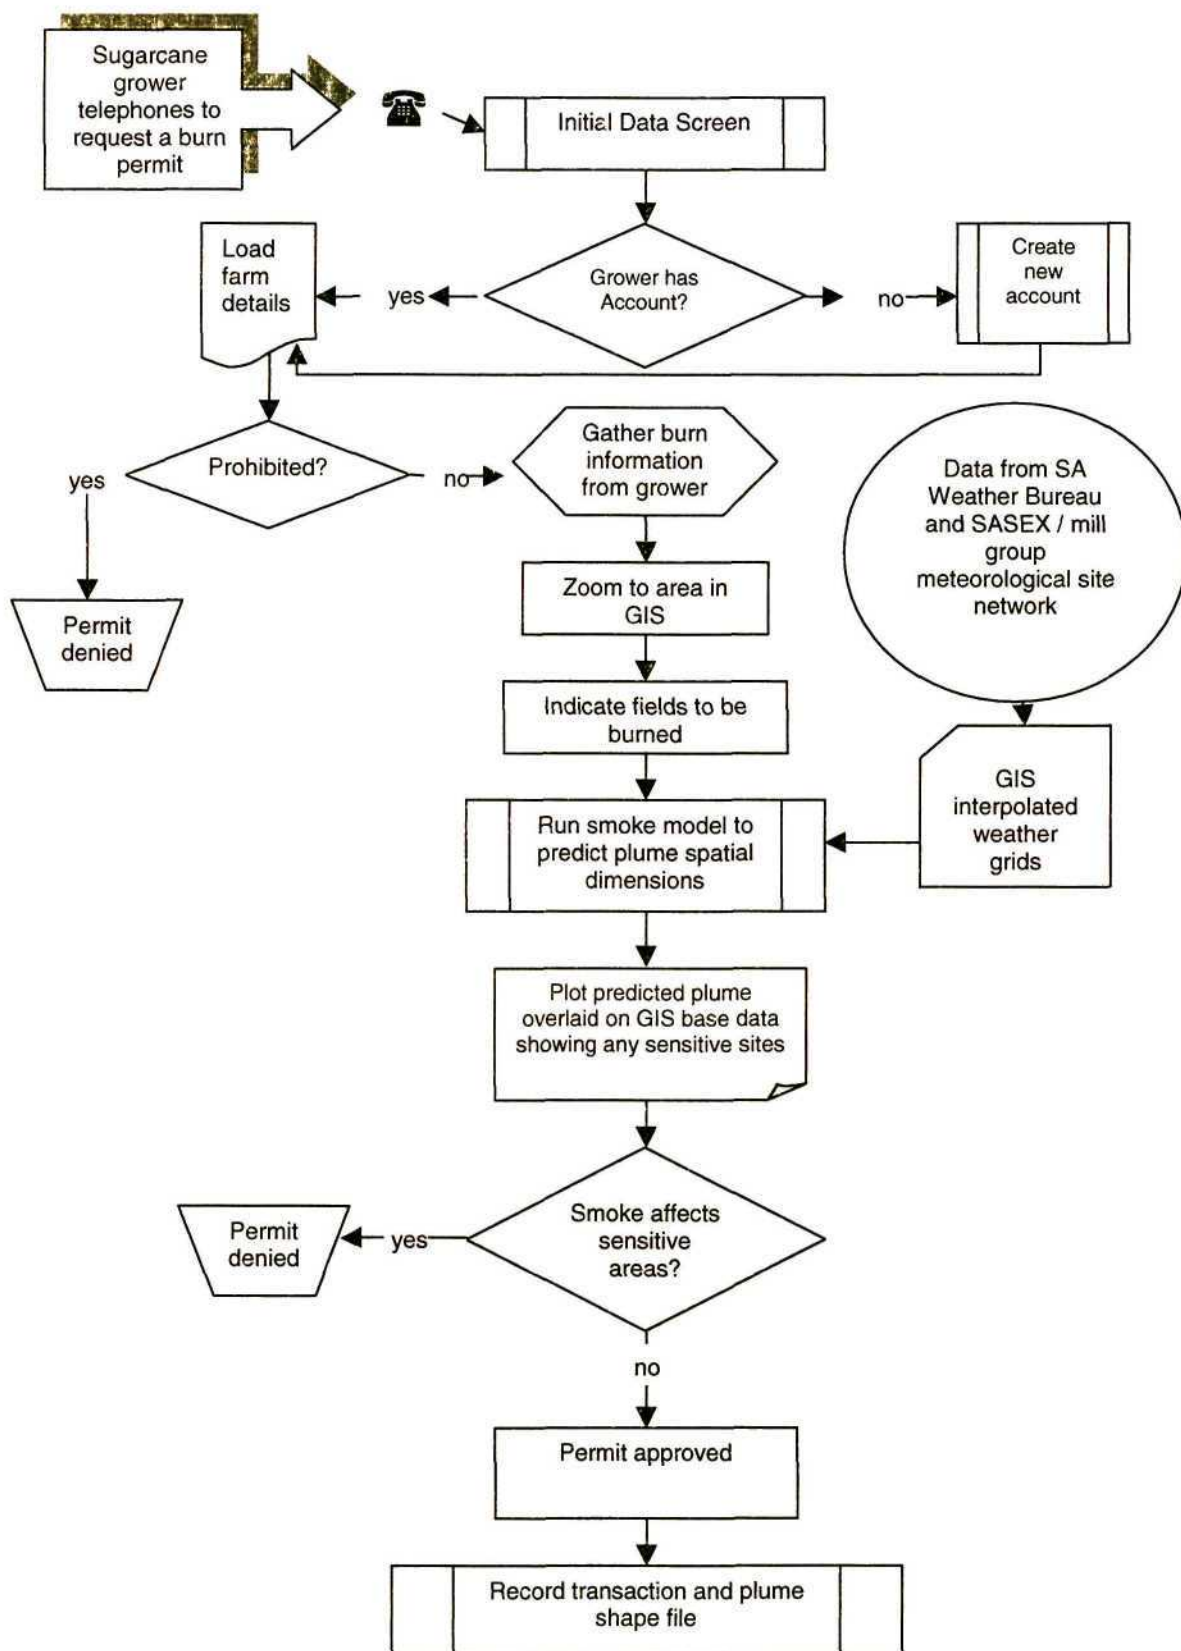 Sugarcane
grower
telephones to
request a burn
permit
Initial Data Screen
Load
farm
details
yes
Grower has
Account?
no
Create
new
account
yes
Prohibited?
no
Gather burn
information
from grower
Data from SA
Weather Bureau
and SASEX / mill
group
meteorological site
network
Permit
denied
Zoom to area in
GIS
Indicate fields to be
burned
GIS
interpolated
weather
grids
Run smoke model to
predict plume spatial
dimensions
Plot predicted plume
overlaid on GIS base data
showing any sensitive sites
Permit
denied
yes
Smoke affects
sensitive
areas?
no
Permit approved
Record transaction and plume
shape file